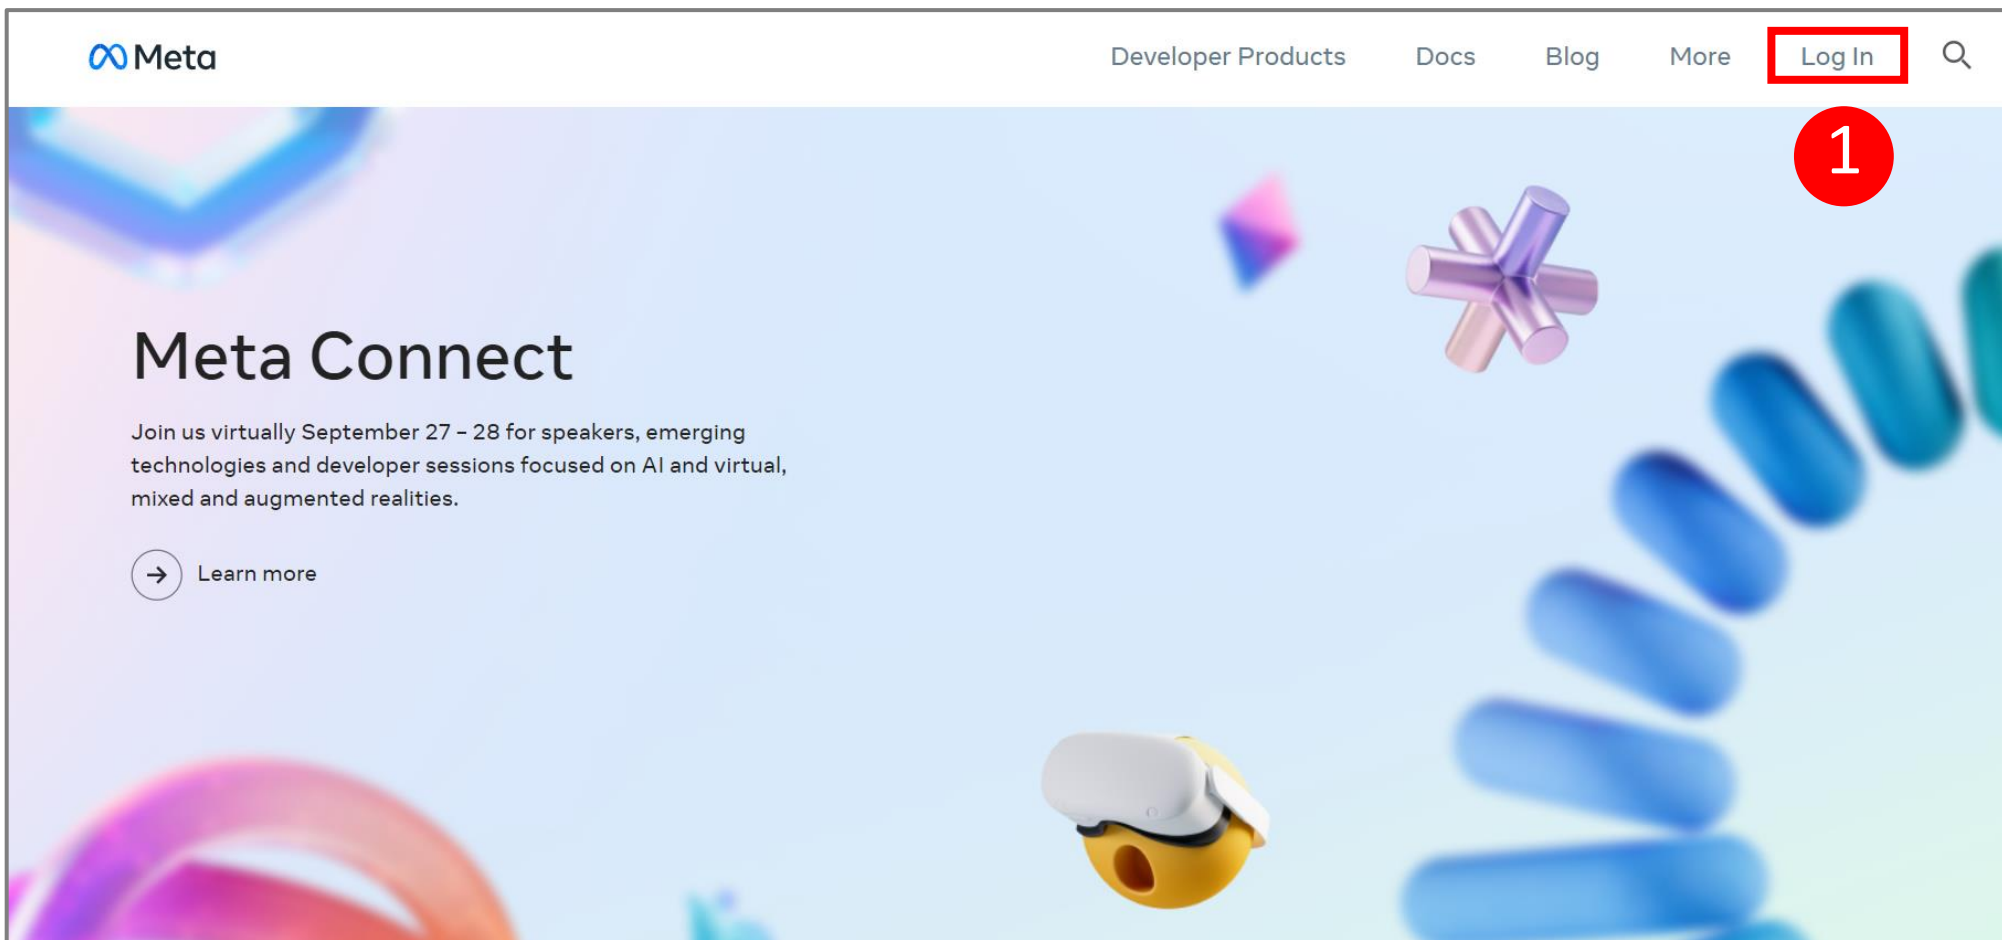 Meta
Developer Products Docs Blog More Log In
1
Meta Connect
Join us virtually September 27 – 28 for speakers, emerging
technologies and developer sessions focused on AI and virtual,
mixed and augmented realities.
Learn more